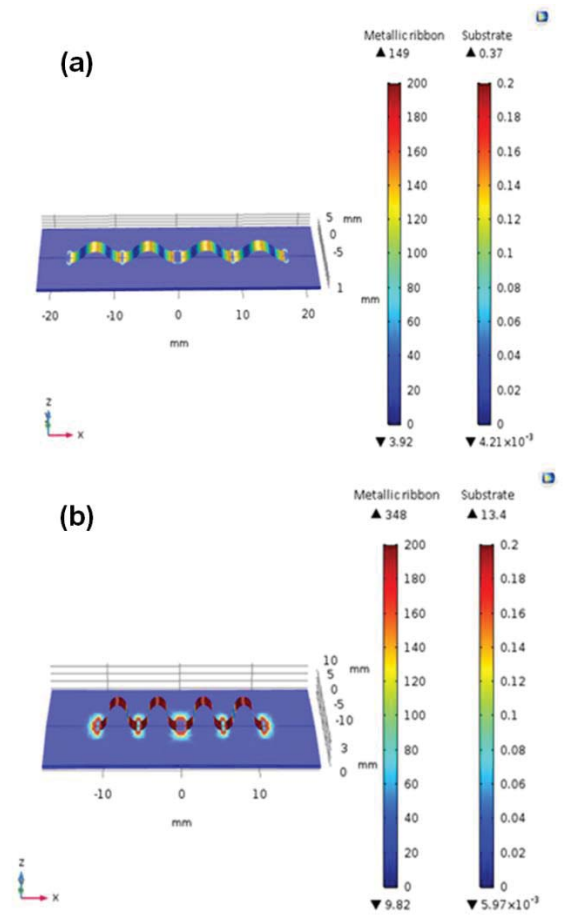 (a)
Metallic ribbon Substrate
▲ 149 ▲ 0.37
200 0.2
180 0.18
160 0.16
140 0.14
120 0.12
100 0.1
80 0.08
60 0.06
40 0.04
20 0.02
0 0
▼ 3.92 ▼ 4.21×10⁻³
5 mm
0
-5
1
mm
-20 -10 0 10 20
mm
z
x
(b)
Metallic ribbon Substrate
▲ 348 ▲ 13.4
200 0.2
180 0.18
160 0.16
140 0.14
120 0.12
100 0.1
80 0.08
60 0.06
40 0.04
20 0.02
0 0
▼ 9.82 ▼ 5.97×10⁻³
10 mm
5
0
-5
-10
3
0 mm
-10 0 10
mm
z
x